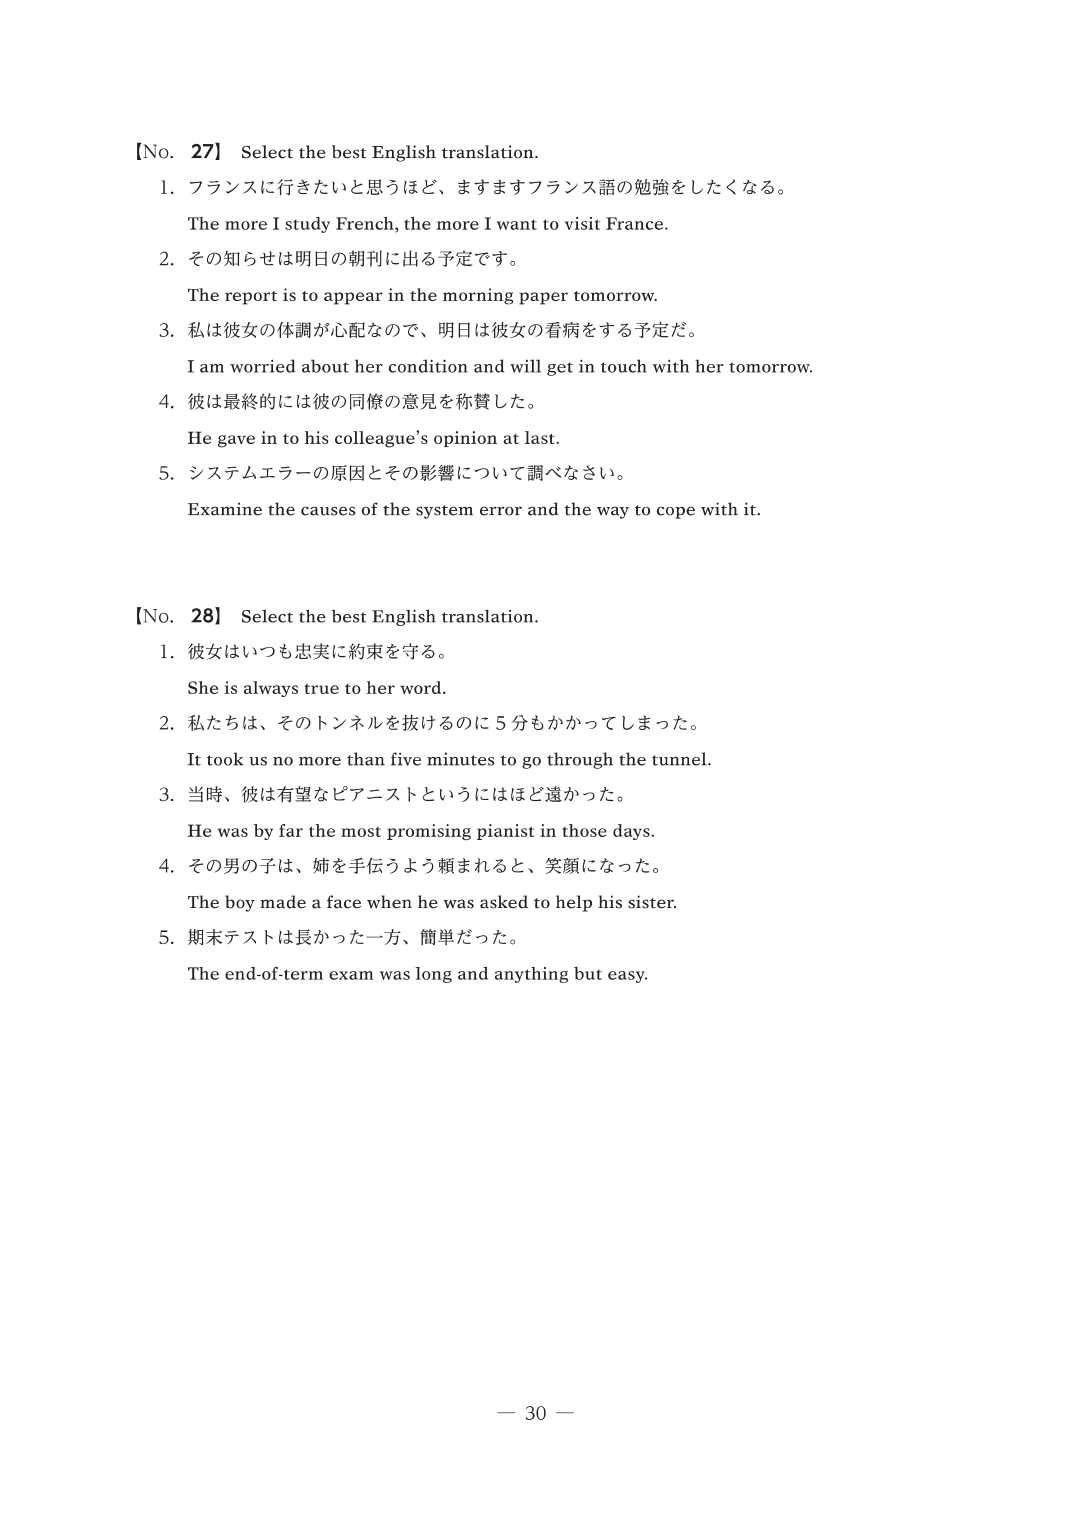 【No. 27】 Select the best English translation.
1. フランスに行きたいと思うほど、ますますフランス語の勉強をしたくなる。
The more I study French, the more I want to visit France.
2. その知らせは明日の朝刊に出る予定です。
The report is to appear in the morning paper tomorrow.
3. 私は彼女の体調が心配なので、明日は彼女の看病をする予定だ。
I am worried about her condition and will get in touch with her tomorrow.
4. 彼は最終的には彼の同僚の意見を称賛した。
He gave in to his colleague’s opinion at last.
5. システムエラーの原因とその影響について調べなさい。
Examine the causes of the system error and the way to cope with it.
【No. 28】 Select the best English translation.
1. 彼女はいつも忠実に約束を守る。
She is always true to her word.
2. 私たちは、そのトンネルを抜けるのに 5 分もかかってしまった。
It took us no more than five minutes to go through the tunnel.
3. 当時、彼は有望なピアニストというにはほど遠かった。
He was by far the most promising pianist in those days.
4. その男の子は、姉を手伝うよう頼まれると、笑顔になった。
The boy made a face when he was asked to help his sister.
5. 期末テストは長かった一方、簡単だった。
The end-of-term exam was long and anything but easy.
— 30 —